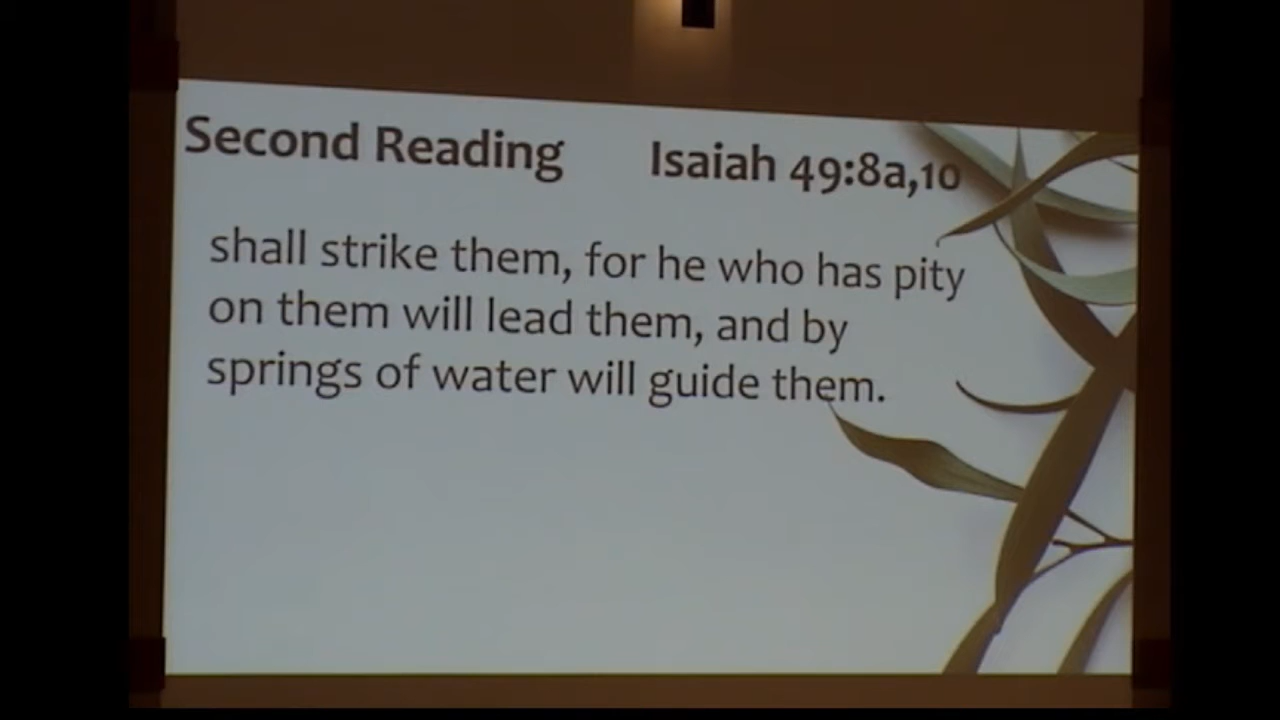 Second Reading Isaiah 49:8a,10
shall strike them, for he who has pity
on them will lead them, and by
springs of water will guide them.